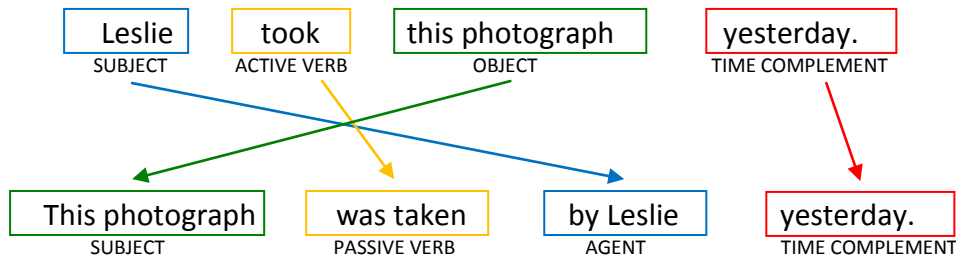 Leslie took this photograph yesterday.
SUBJECT ACTIVE VERB OBJECT TIME COMPLEMENT
This photograph was taken by Leslie yesterday.
SUBJECT PASSIVE VERB AGENT TIME COMPLEMENT